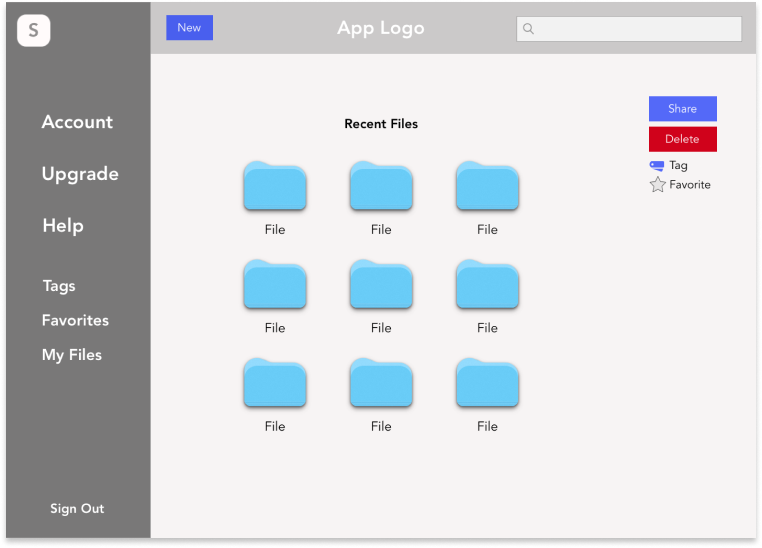 S
New
App Logo
Account
Upgrade
Help
Tags
Favorites
My Files
Sign Out
Recent Files
File File File
File File File
File File File
Share
Delete
Tag
Favorite